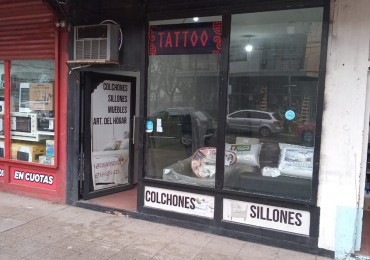 TATTOO
COLCHONES
SILLONES
MUEBLES
ART. DEL HOGAR
EN CUOTAS
COLCHONES
SILLONES